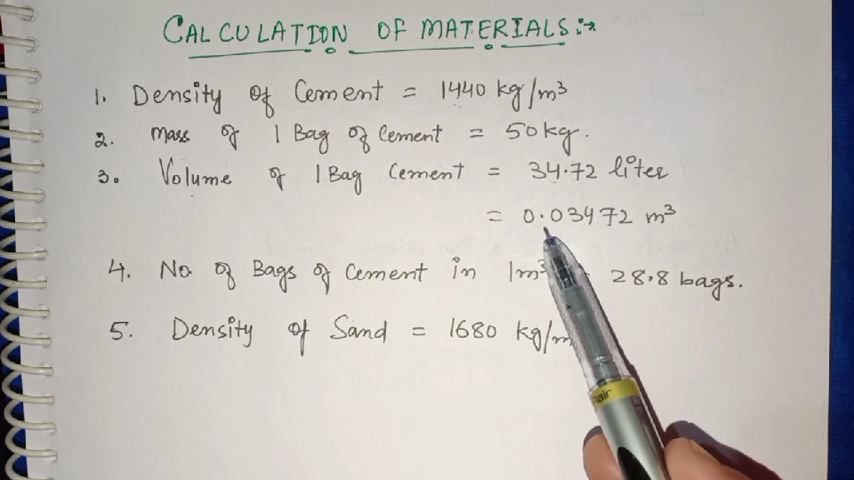 CALCULATION OF MATERIALS:→
1. Density of Cement = 1440 kg/m³
2. Mass of 1 Bag of Cement = 50 kg.
3. Volume of 1 Bag Cement = 34.72 liter
= 0.03472 m³
4. No. of Bags of Cement in 1m³ = 28.8 bags.
5. Density of Sand = 1680 kg/m
clair